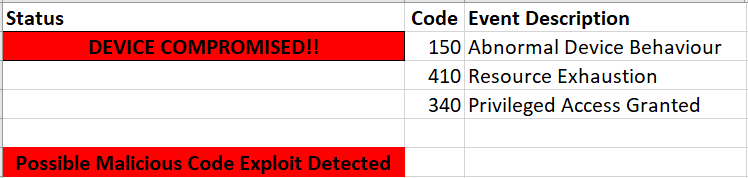 Status Code Event Description
DEVICE COMPROMISED!! 150 Abnormal Device Behaviour
410 Resource Exhaustion
340 Privileged Access Granted
Possible Malicious Code Exploit Detected